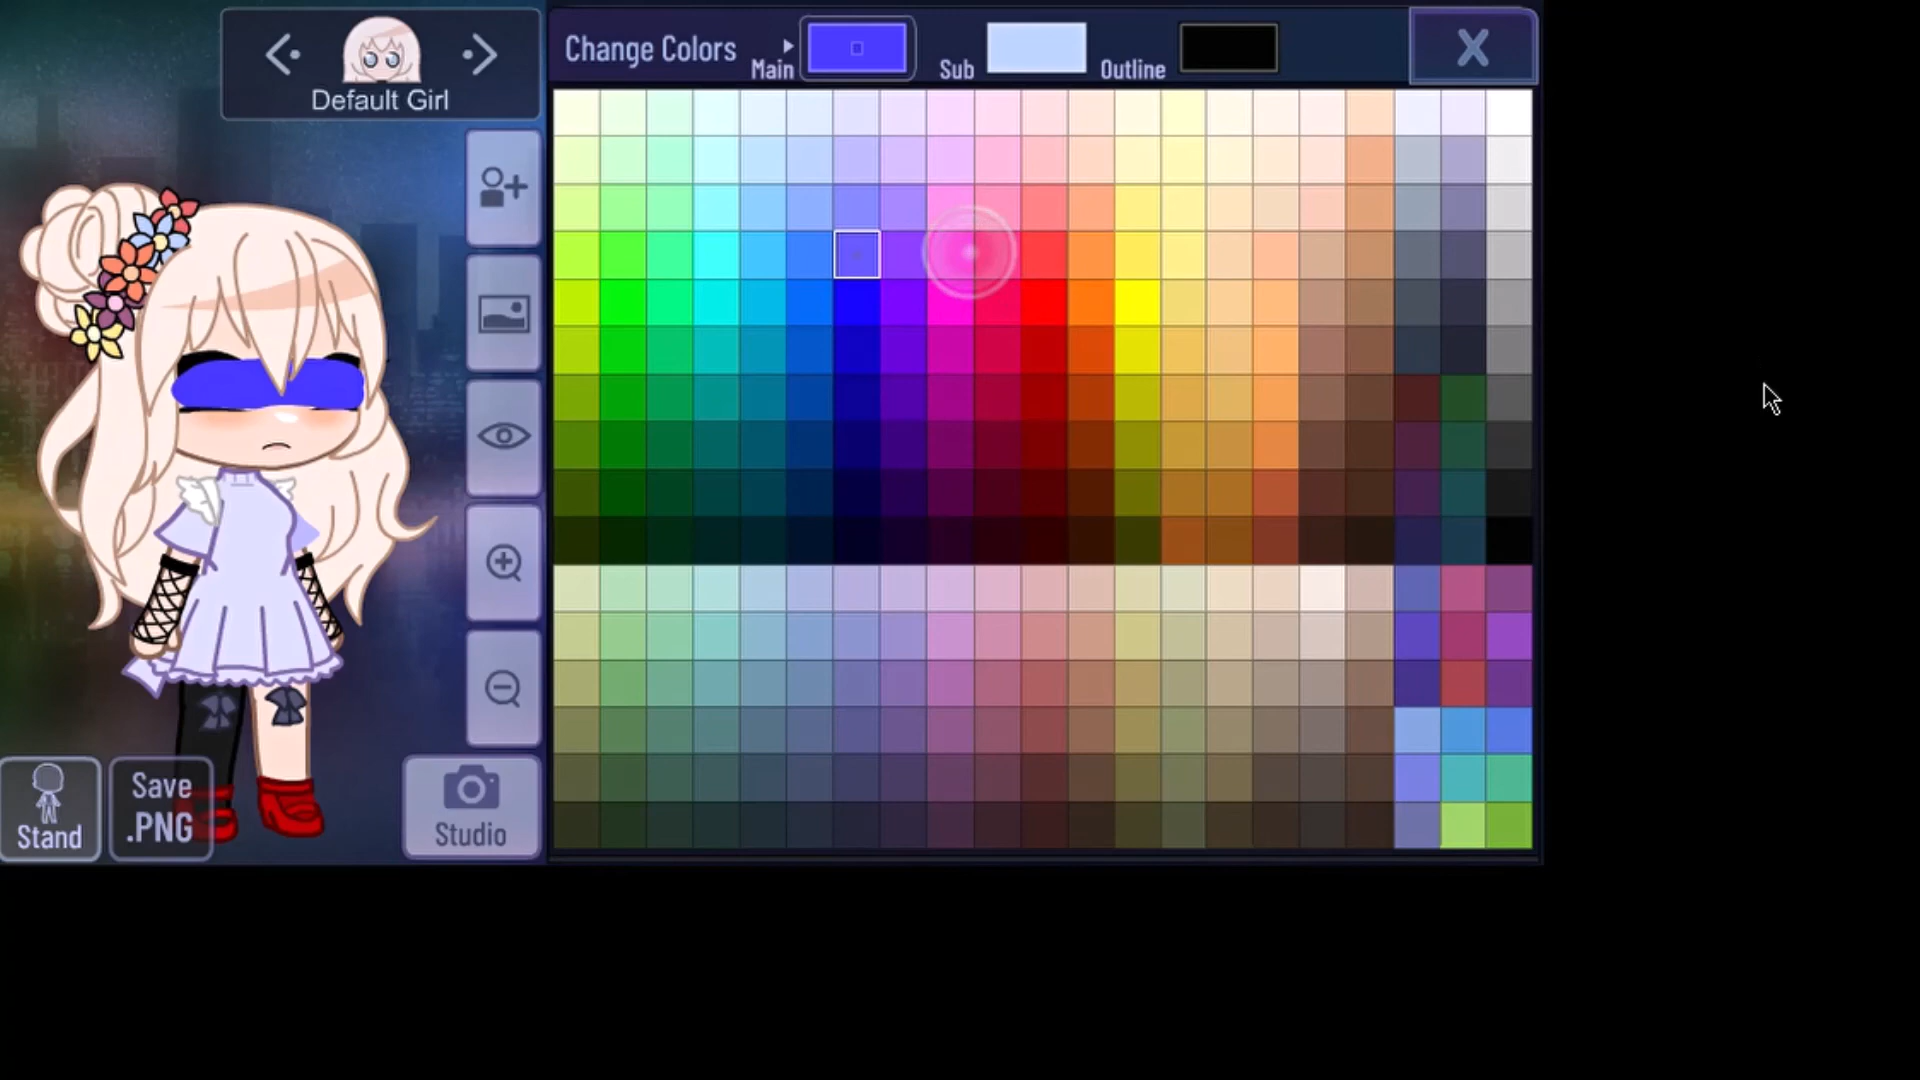 Default Girl
Change Colors
Main
Sub
Outline
X
Stand
Save
.PNG
Studio